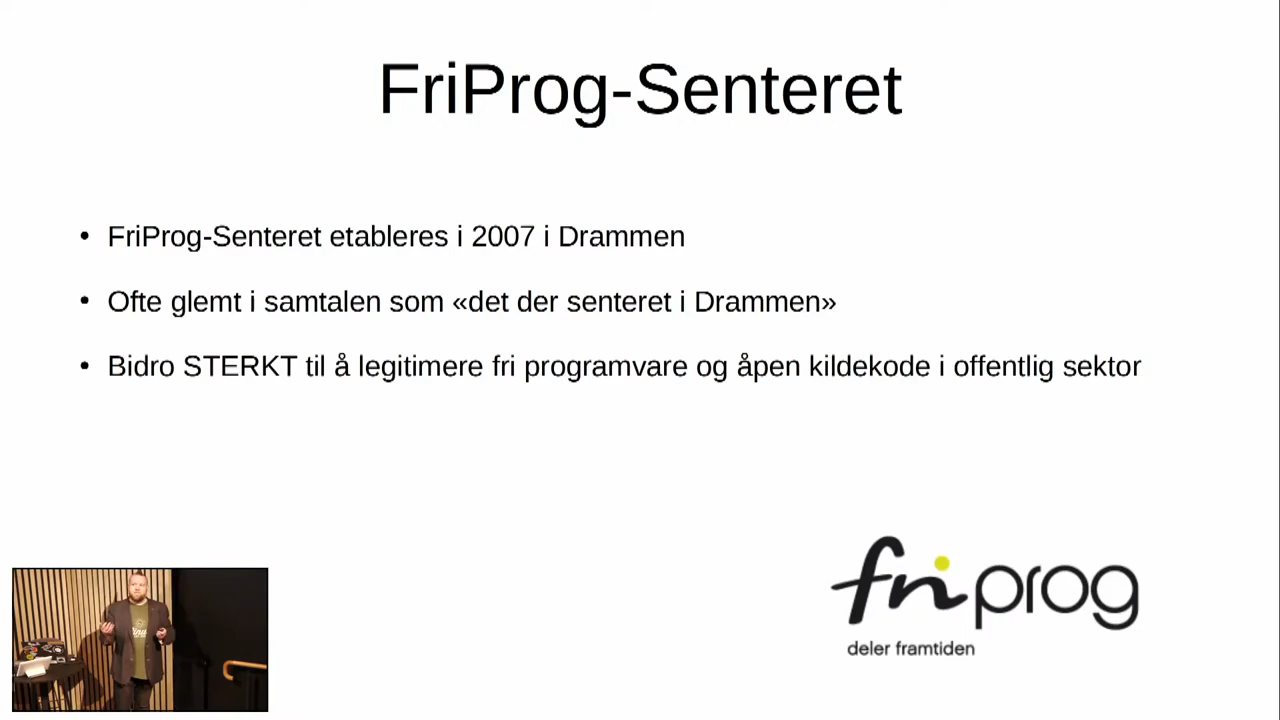 FriProg-Senteret
• FriProg-Senteret etableres i 2007 i Drammen
• Ofte glemt i samtalen som «det der senteret i Drammen»
• Bidro STERKT til å legitimere fri programvare og åpen kildekode i offentlig sektor
friprog
deler framtiden